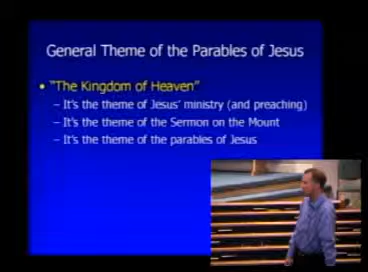 General Theme of the Parables of Jesus
• "The Kingdom of Heaven"
– It's the theme of Jesus' ministry (and preaching)
– It's the theme of the Sermon on the Mount
– It's the theme of the parables of Jesus